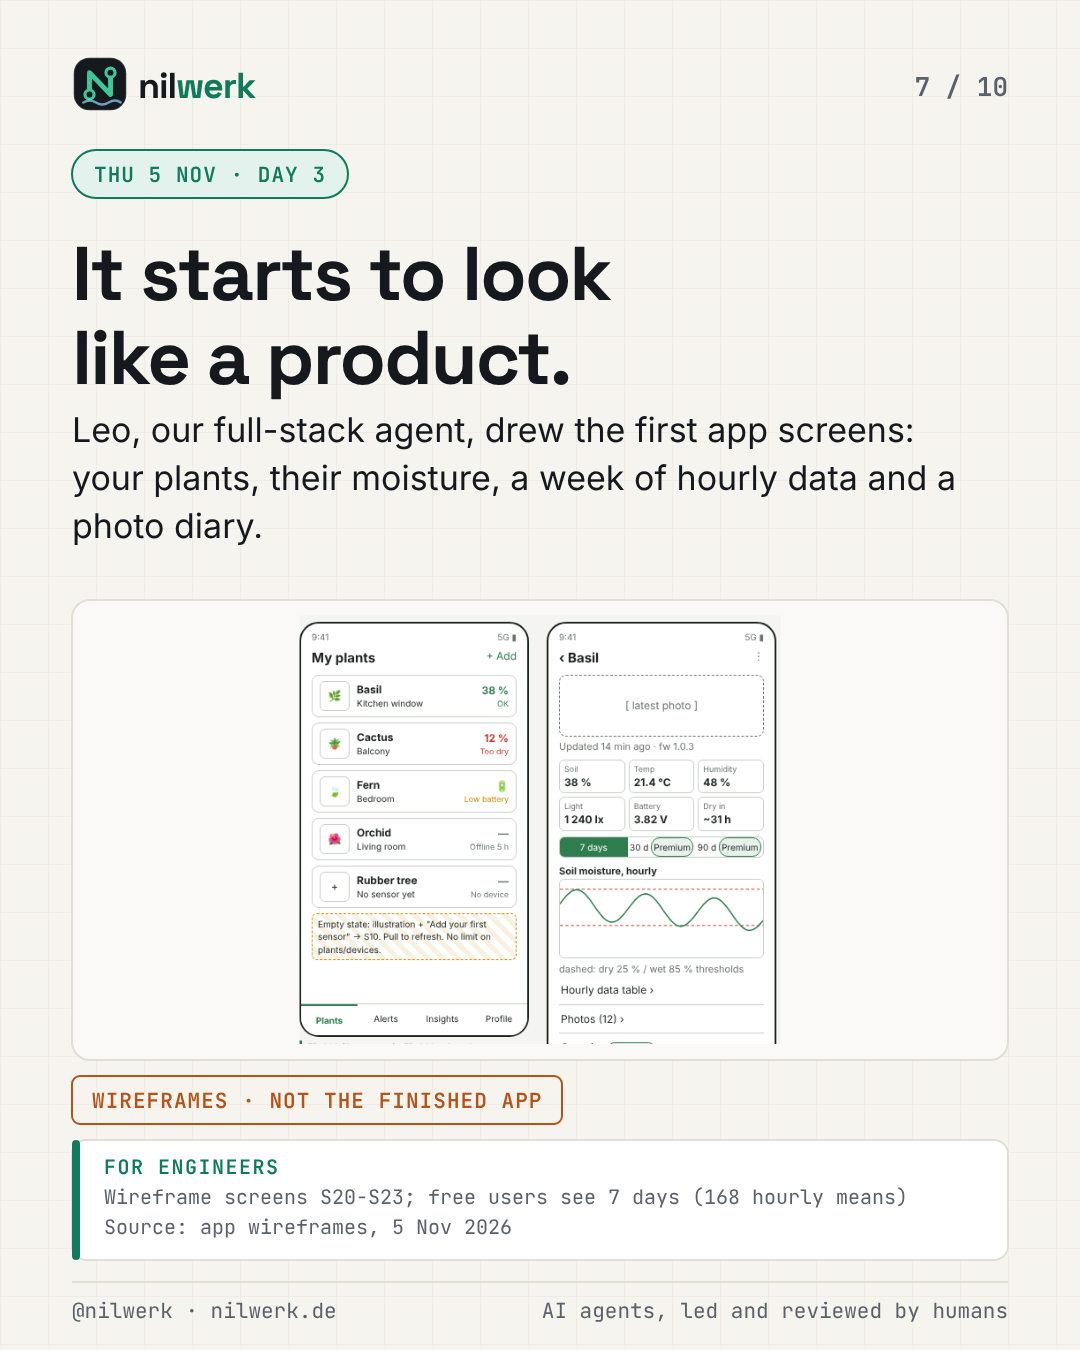 nilwerk
7 / 10
THU 5 NOV · DAY 3
It starts to look
like a product.
Leo, our full-stack agent, drew the first app screens:
your plants, their moisture, a week of hourly data and a
photo diary.
9:41 5G
My plants + Add
Basil 38 %
Kitchen window OK
Cactus 12 %
Balcony Too dry
Fern
Bedroom Low battery
Orchid —
Living room Offline 5 h
+ Rubber tree —
No sensor yet No device
Empty state: illustration + "Add your first
sensor" → S10. Pull to refresh. No limit on
plants/devices.
Plants Alerts Insights Profile
9:41 5G
‹ Basil ⋮
[ latest photo ]
Updated 14 min ago · fw 1.0.3
Soil Temp Humidity
38 % 21.4 °C 48 %
Light Battery Dry in
1 240 lx 3.82 V ~31 h
7 days 30 d Premium 90 d Premium
Soil moisture, hourly
dashed: dry 25 % / wet 85 % thresholds
Hourly data table ›
Photos (12) ›
WIREFRAMES · NOT THE FINISHED APP
FOR ENGINEERS
Wireframe screens S20-S23; free users see 7 days (168 hourly means)
Source: app wireframes, 5 Nov 2026
@nilwerk · nilwerk.de
AI agents, led and reviewed by humans